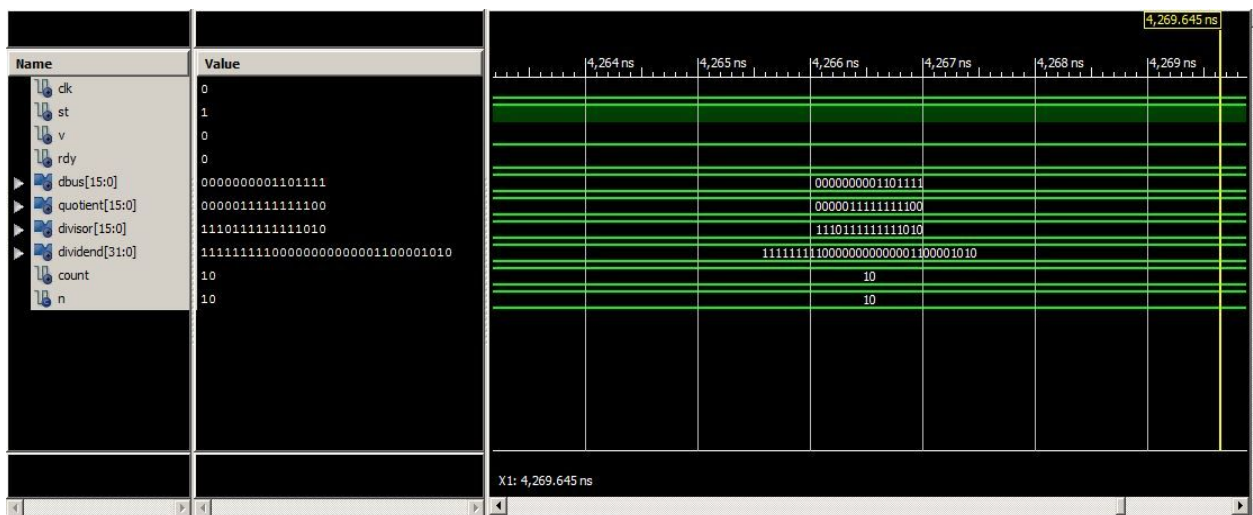 4,269.645 ns
Name Value 4,264 ns 4,265 ns 4,266 ns 4,267 ns 4,268 ns 4,269 ns
clk 0
st 1
v 0
rdy 0
dbus[15:0] 0000000001101111 0000000001101111
quotient[15:0] 0000011111111100 0000011111111100
divisor[15:0] 1110111111111010 1110111111111010
dividend[31:0] 11111111100000000000001100001010 11111111100000000000001100001010
count 10 10
n 10 10
X1: 4,269.645 ns